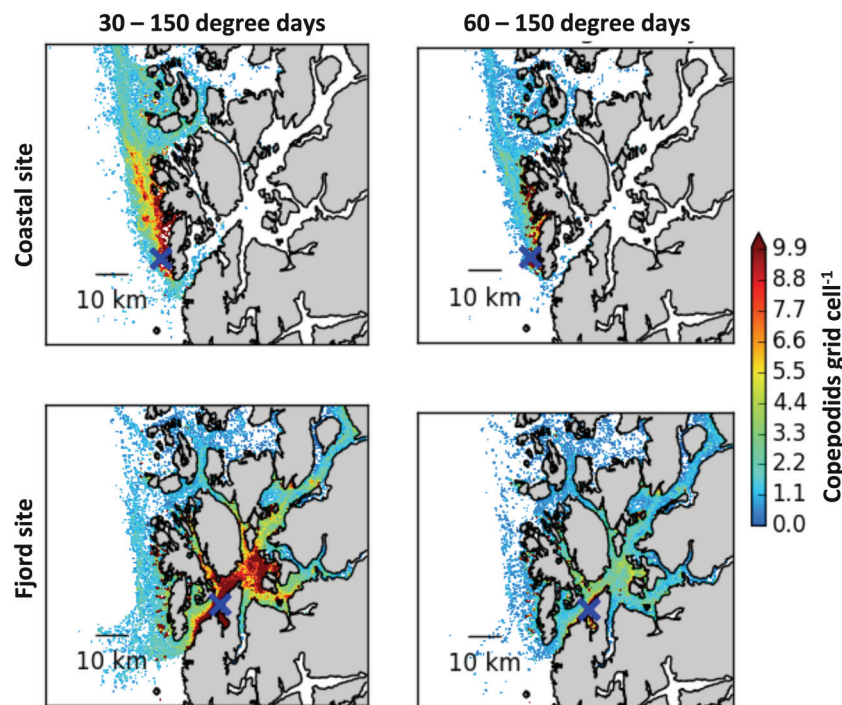 30 – 150 degree days
60 – 150 degree days
Coastal site
10 km
10 km
Fjord site
10 km
10 km
9.9
8.8
7.7
6.6
5.5
4.4
3.3
2.2
1.1
0.0
Copepodids grid cell-1